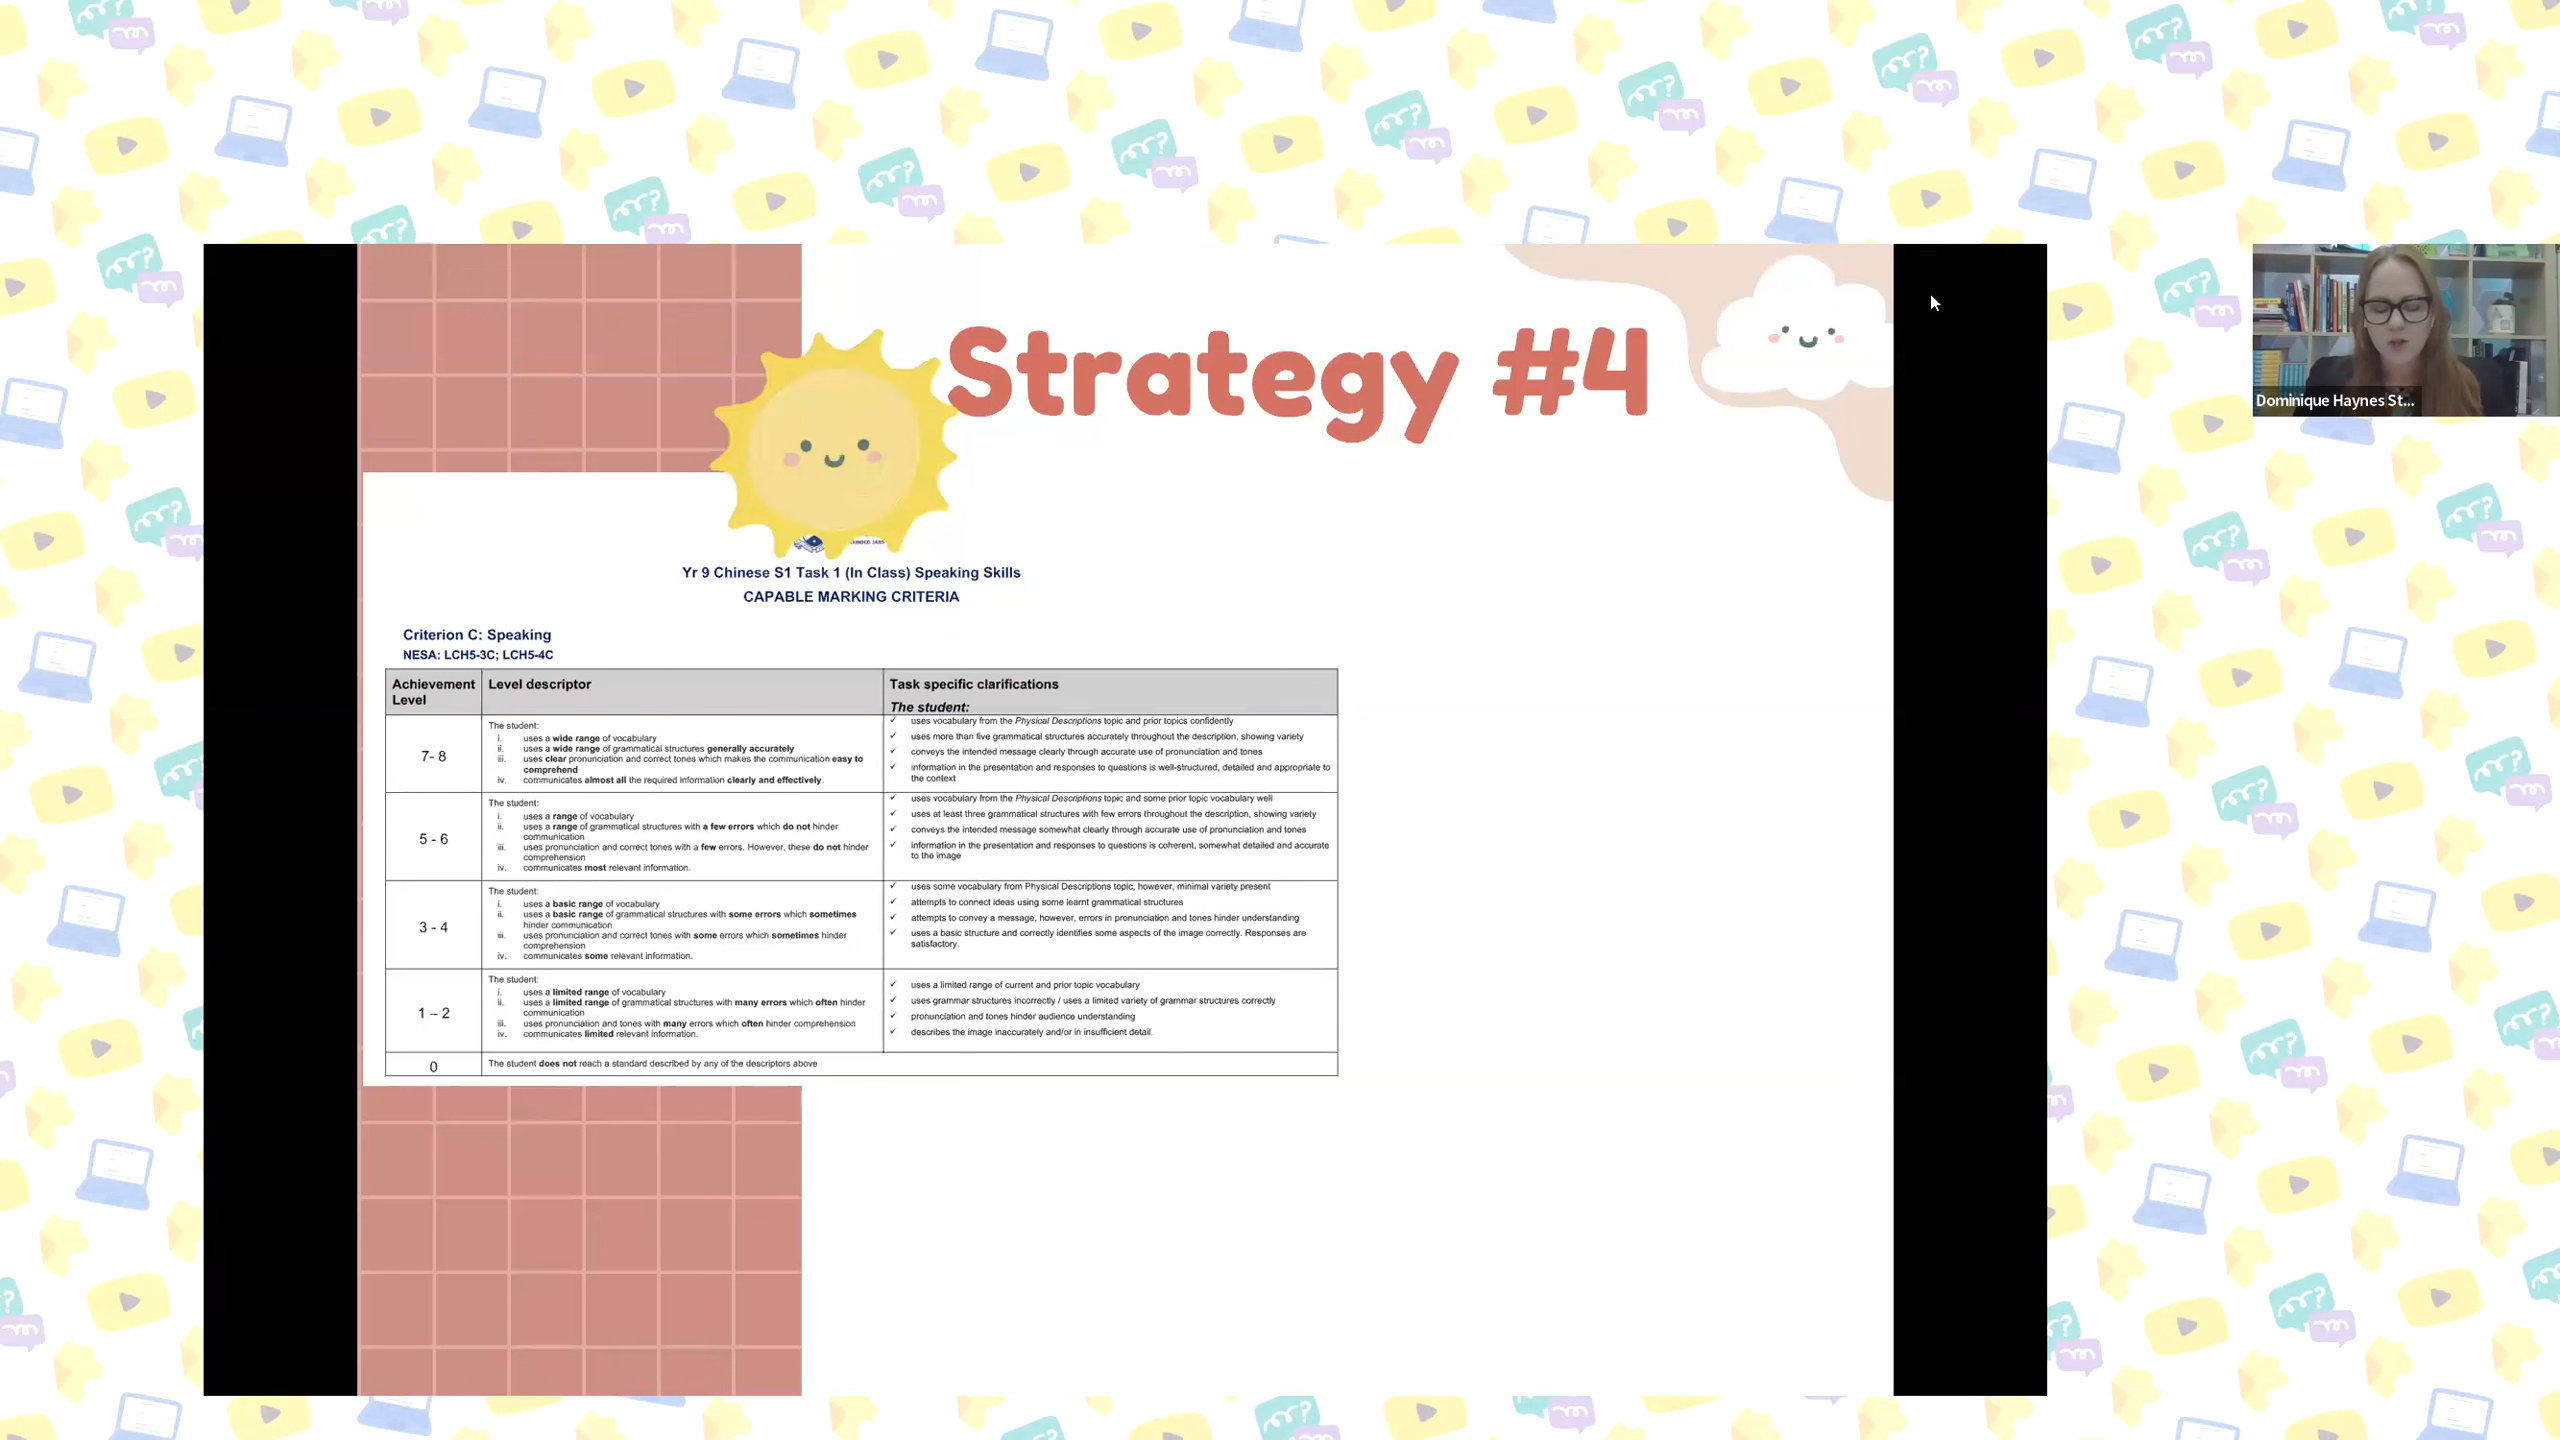 Strategy #4
Dominique Haynes St...
Yr 9 Chinese S1 Task 1 (In Class) Speaking Skills
CAPABLE MARKING CRITERIA
Criterion C: Speaking
NESA: LCH5-3C; LCH5-4C
Achievement Level
Level descriptor
Task specific clarifications
The student:
7- 8
The student:
i. uses a wide range of vocabulary
ii. uses a wide range of grammatical structures generally accurately
iii. uses clear pronunciation and correct tones which makes the communication easy to
comprehend
iv. communicates almost all the required information clearly and effectively.
✓ uses vocabulary from the Physical Descriptions topic and prior topics confidently
✓ uses more than five grammatical structures accurately throughout the description, showing variety
✓ conveys the intended message clearly through accurate use of pronunciation and tones
✓ information in the presentation and responses to questions is well-structured, detailed and appropriate to
the context
5 - 6
The student:
i. uses a range of vocabulary
ii. uses a range of grammatical structures with a few errors which do not hinder
communication
iii. uses pronunciation and correct tones with a few errors. However, these do not hinder
comprehension
iv. communicates most relevant information.
✓ uses vocabulary from the Physical Descriptions topic and some prior topic vocabulary well
✓ uses at least three grammatical structures with few errors throughout the description, showing variety
✓ conveys the intended message somewhat clearly through accurate use of pronunciation and tones
✓ information in the presentation and responses to questions is coherent, somewhat detailed and accurate
to the image
3 - 4
The student:
i. uses a basic range of vocabulary
ii. uses a basic range of grammatical structures with some errors which sometimes
hinder communication
iii. uses pronunciation and correct tones with some errors which sometimes hinder
comprehension
iv. communicates some relevant information.
✓ uses some vocabulary from Physical Descriptions topic, however, minimal variety present
✓ attempts to connect ideas using some learnt grammatical structures
✓ attempts to convey a message, however, errors in pronunciation and tones hinder understanding
✓ uses a basic structure and correctly identifies some aspects of the image correctly. Responses are
satisfactory.
1 – 2
The student:
i. uses a limited range of vocabulary
ii. uses a limited range of grammatical structures with many errors which often hinder
communication
iii. uses pronunciation and tones with many errors which often hinder comprehension
iv. communicates limited relevant information.
✓ uses a limited range of current and prior topic vocabulary
✓ uses grammar structures incorrectly / uses a limited variety of grammar structures correctly
✓ pronunciation and tones hinder audience understanding
✓ describes the image inaccurately and/or in insufficient detail.
0
The student does not reach a standard described by any of the descriptors above